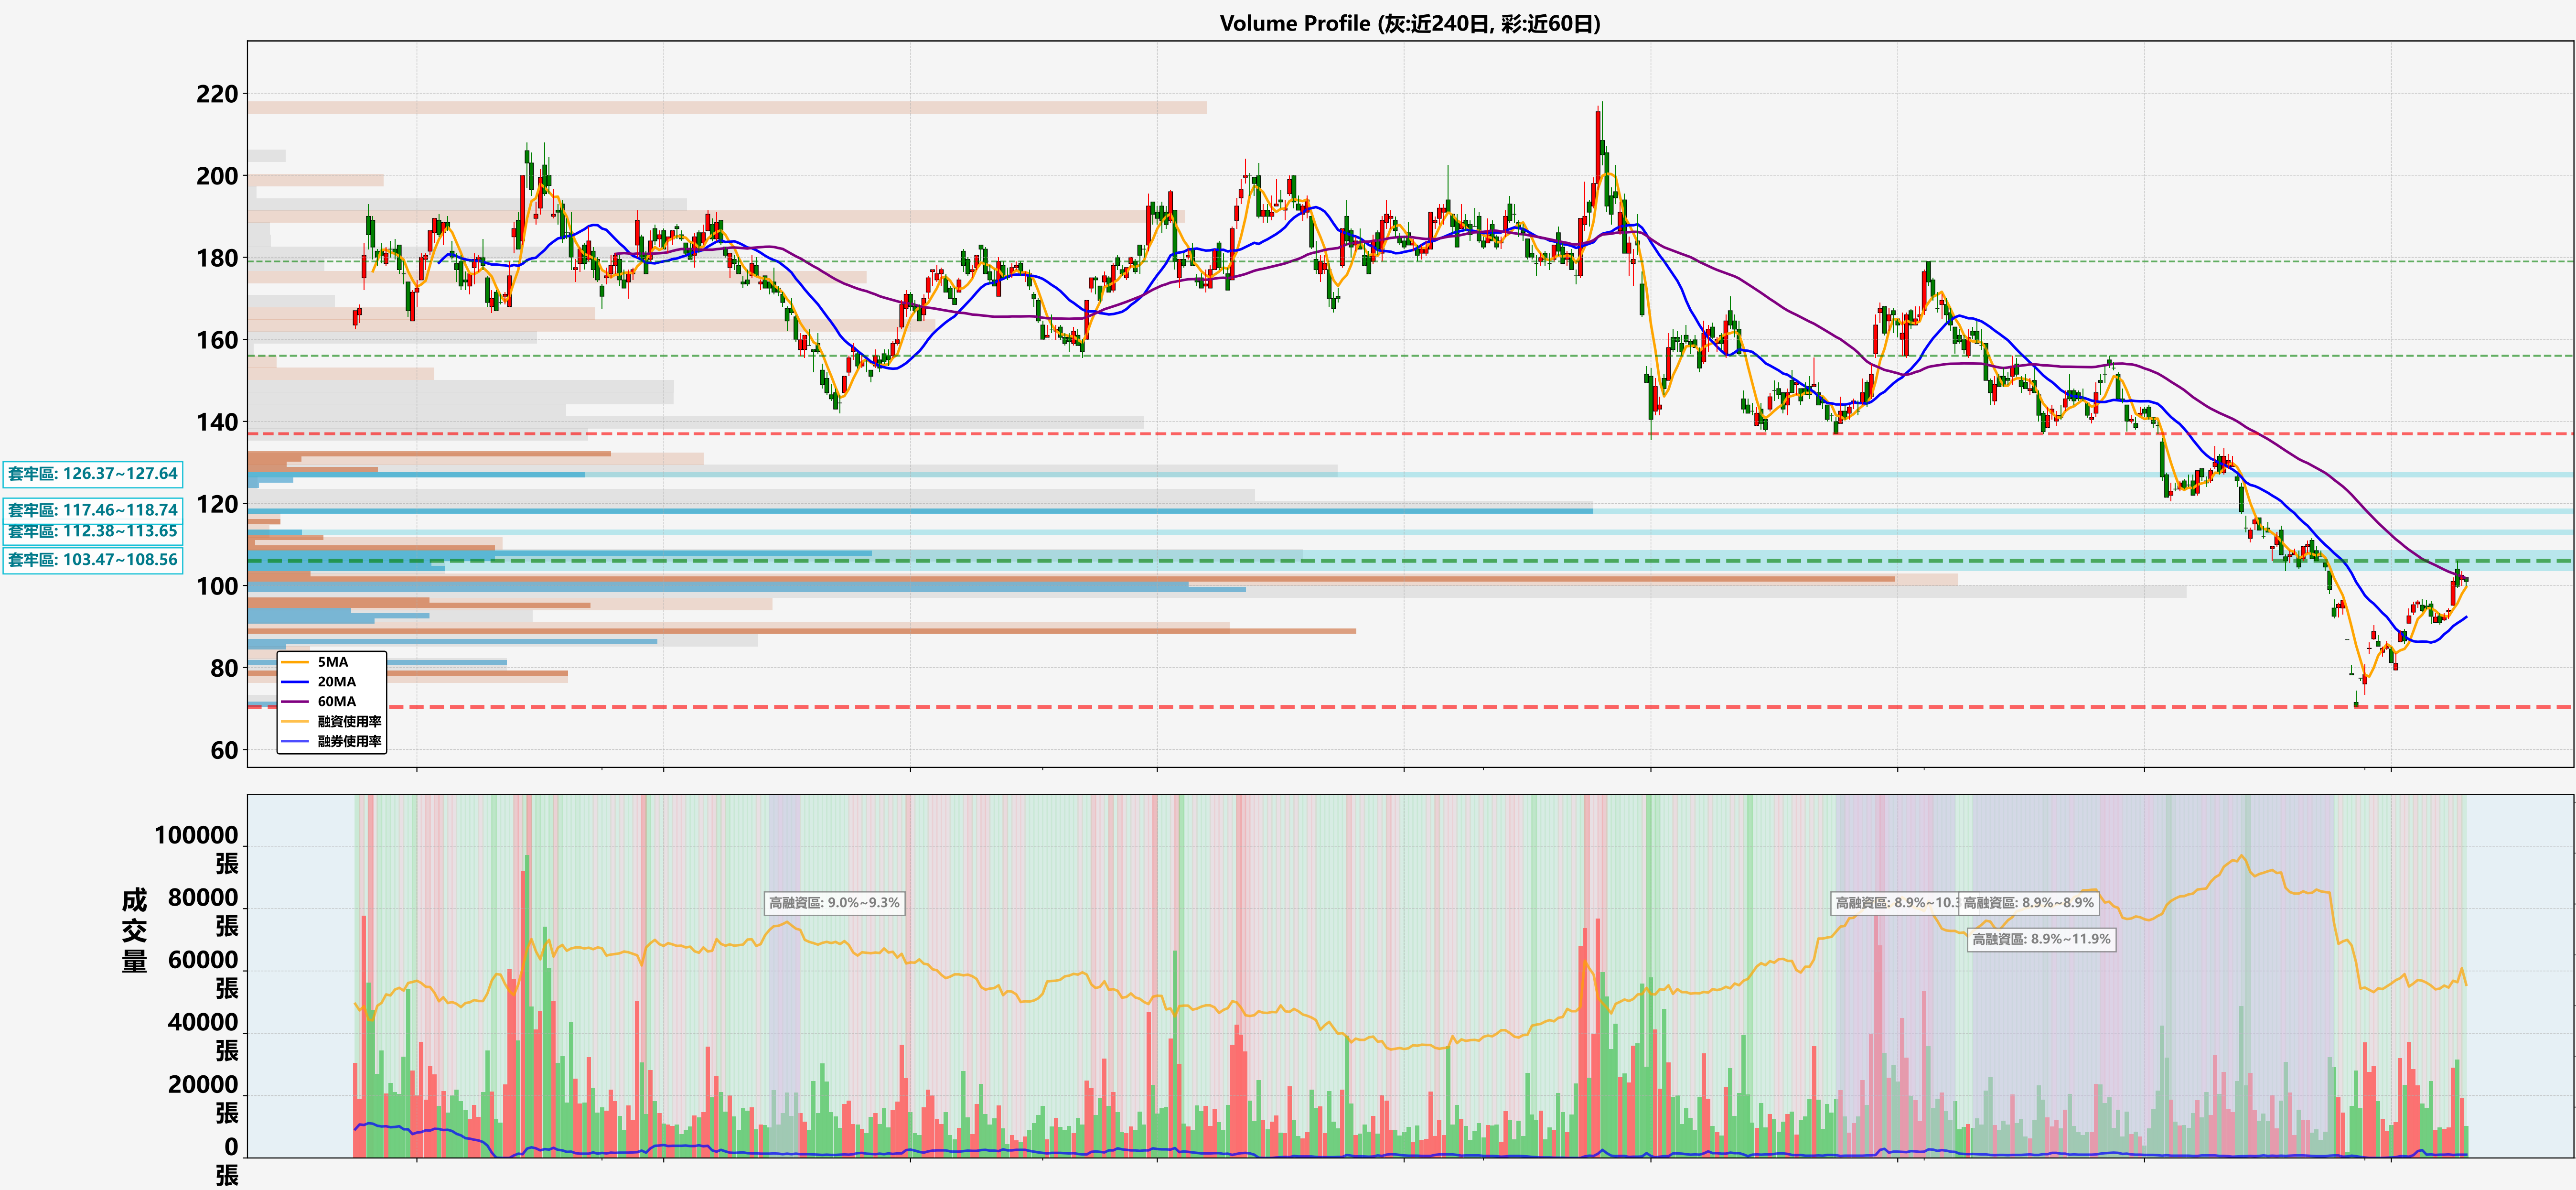 Volume Profile (灰:近240日, 彩:近60日)
220
200
180
160
140
120
100
80
60
套牢區: 126.37~127.64
套牢區: 117.46~118.74
套牢區: 112.38~113.65
套牢區: 103.47~108.56
5MA
20MA
60MA
融資使用率
融券使用率
成交量
100000
張
80000
張
60000
張
40000
張
20000
張
0
張
高融資區: 9.0%~9.3%
高融資區: 8.9%~10.3
高融資區: 8.9%~8.9%
高融資區: 8.9%~11.9%